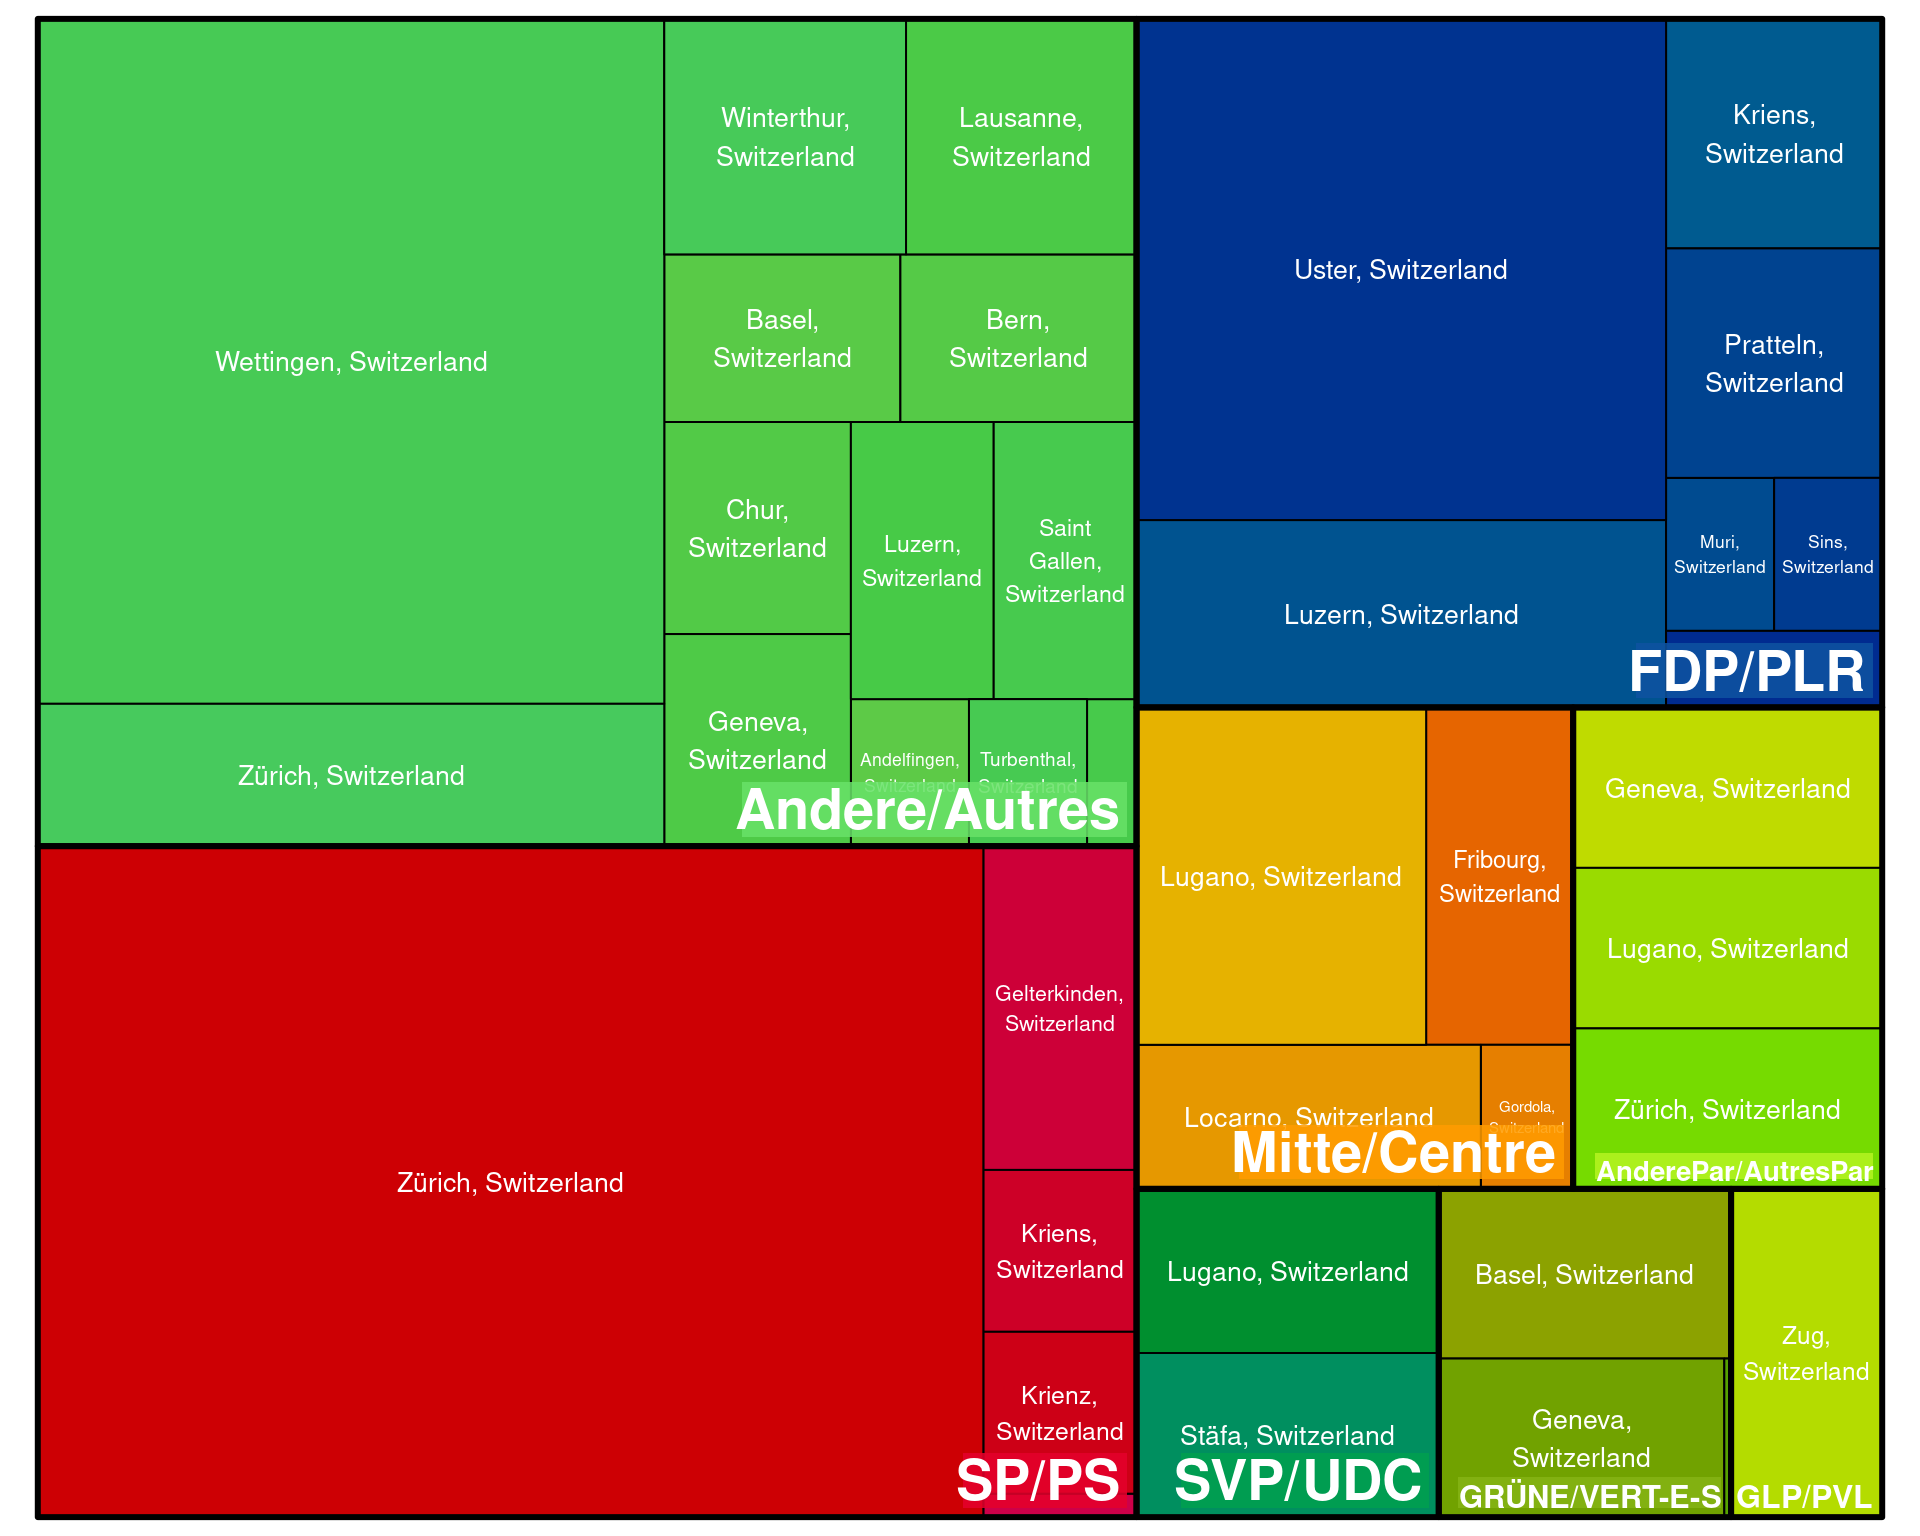 Wettingen, Switzerland
Zürich, Switzerland
Winterthur,
Switzerland
Lausanne,
Switzerland
Basel,
Switzerland
Bern,
Switzerland
Chur,
Switzerland
Luzern,
Switzerland
Saint
Gallen,
Switzerland
Geneva,
Switzerland
Andelfingen,
Switzerland
Turbenthal,
Switzerland
Andere/Autres
Zürich, Switzerland
Gelterkinden,
Switzerland
Kriens,
Switzerland
Krienz,
Switzerland
SP/PS
Uster, Switzerland
Luzern, Switzerland
Kriens,
Switzerland
Pratteln,
Switzerland
Muri,
Switzerland
Sins,
Switzerland
FDP/PLR
Lugano, Switzerland
Fribourg,
Switzerland
Locarno, Switzerland
Gordola,
Switzerland
Mitte/Centre
Geneva, Switzerland
Lugano, Switzerland
Zürich, Switzerland
AnderePar/AutresPar
Lugano, Switzerland
Stäfa, Switzerland
SVP/UDC
Basel, Switzerland
Geneva,
Switzerland
GRÜNE/VERT-E-S
Zug,
Switzerland
GLP/PVL